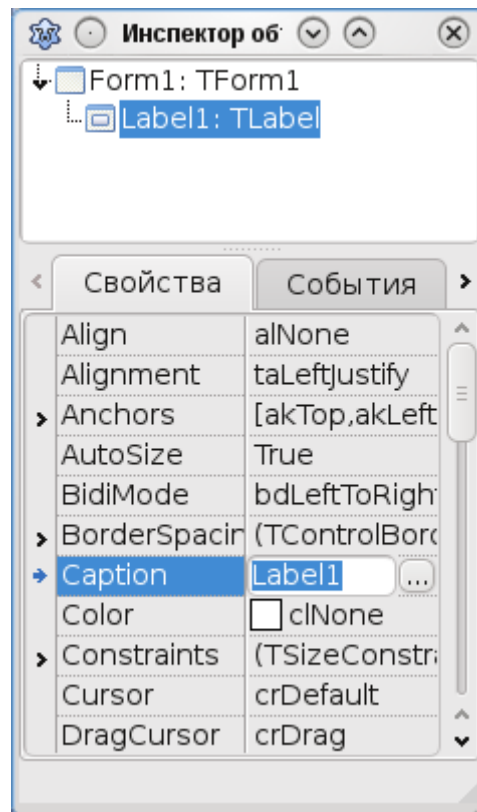 Инспектор об
Form1: TForm1
Label1: TLabel
Свойства События
Align alNone
Alignment taLeftJustify
Anchors [akTop,akLeft
AutoSize True
BidiMode bdLeftToRigh
BorderSpacin (TControlBord
Caption Label1 ...
Color clNone
Constraints (TSizeConstra
Cursor crDefault
DragCursor crDrag